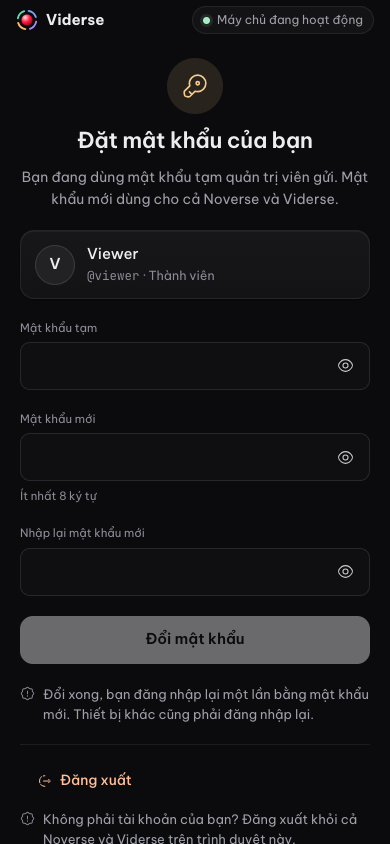 Viderse
Máy chủ đang hoạt động
Đặt mật khẩu của bạn
Bạn đang dùng mật khẩu tạm quản trị viên gửi. Mật
khẩu mới dùng cho cả Noverse và Viderse.
V
Viewer
@viewer · Thành viên
Mật khẩu tạm
Mật khẩu mới
Ít nhất 8 ký tự
Nhập lại mật khẩu mới
Đổi mật khẩu
Đổi xong, bạn đăng nhập lại một lần bằng mật khẩu
mới. Thiết bị khác cũng phải đăng nhập lại.
Đăng xuất
Không phải tài khoản của bạn? Đăng xuất khỏi cả
Noverse và Viderse trên trình duyệt này.